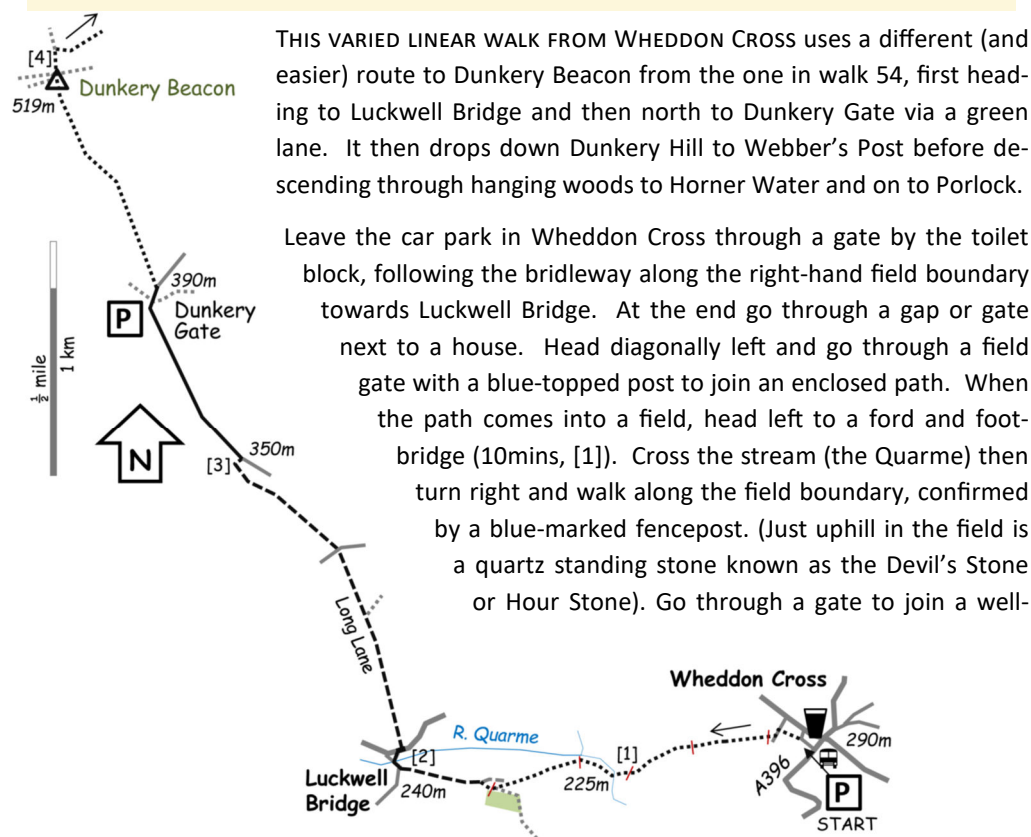 THIS VARIED LINEAR WALK FROM WHEDDON CROSS uses a different (and
easier) route to Dunkery Beacon from the one in walk 54, first head-
ing to Luckwell Bridge and then north to Dunkery Gate via a green
lane. It then drops down Dunkery Hill to Webber's Post before de-
scending through hanging woods to Horner Water and on to Porlock.
Leave the car park in Wheddon Cross through a gate by the toilet
block, following the bridleway along the right-hand field boundary
towards Luckwell Bridge. At the end go through a gap or gate
next to a house. Head diagonally left and go through a field
gate with a blue-topped post to join an enclosed path. When
the path comes into a field, head left to a ford and foot-
bridge (10mins, [1]). Cross the stream (the Quarme) then
turn right and walk along the field boundary, confirmed
by a blue-marked fencepost. (Just uphill in the field is
a quartz standing stone known as the Devil's Stone
or Hour Stone). Go through a gate to join a well-
[4]
Dunkery Beacon
519m
390m
Dunkery
Gate
P
½ mile
1 km
N
350m
[3]
Long Lane
Wheddon Cross
R. Quarme
[1]
290m
[2]
Luckwell
Bridge
240m
225m
A396
P
START